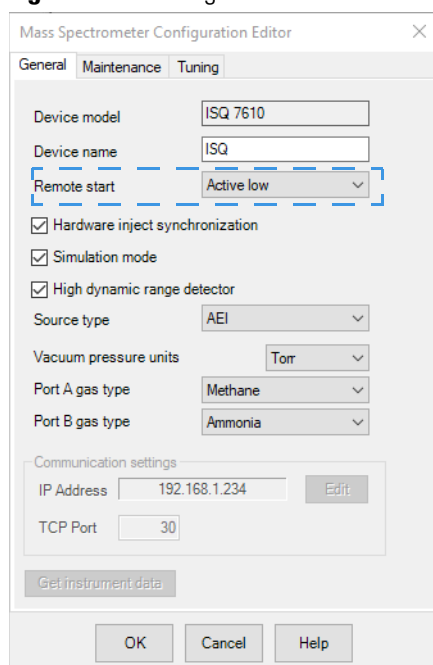 Mass Spectrometer Configuration Editor
General Maintenance Tuning
Device model ISQ 7610
Device name ISQ
Remote start Active low
Hardware inject synchronization
Simulation mode
High dynamic range detector
Source type AEI
Vacuum pressure units Torr
Port A gas type Methane
Port B gas type Ammonia
Communication settings
IP Address 192.168.1.234 Edit
TCP Port 30
Get instrument data
OK Cancel Help